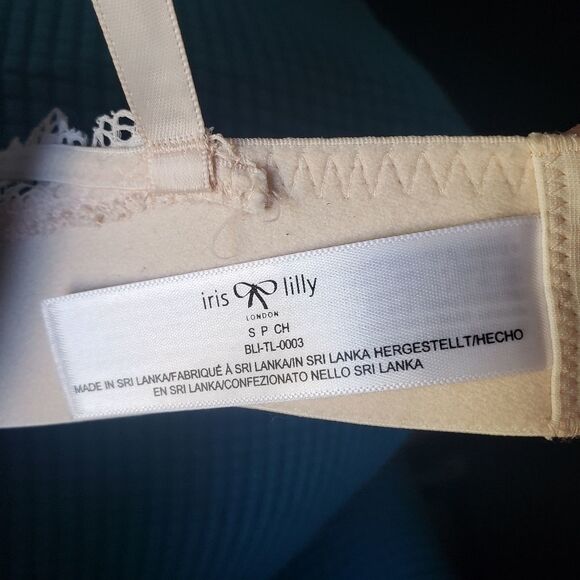 iris lilly
LONDON
S P CH
BLI-TL-0003
MADE IN SRI LANKA/FABRIQUÉ À SRI LANKA/IN SRI LANKA HERGESTELLT/HECHO
EN SRI LANKA/CONFEZIONATO NELLO SRI LANKA